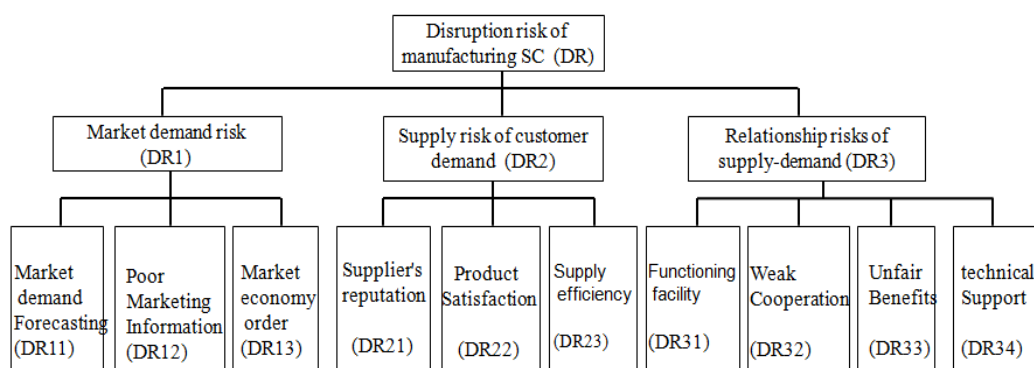 Disruption risk of
manufacturing SC (DR)
Market demand risk
(DR1)
Supply risk of customer
demand (DR2)
Relationship risks of
supply-demand (DR3)
Market
demand
Forecasting
(DR11)
Poor
Marketing
Information
(DR12)
Market
economy
order
(DR13)
Supplier's
reputation
(DR21)
Product
Satisfaction
(DR22)
Supply
efficiency
(DR23)
Functioning
facility
(DR31)
Weak
Cooperation
(DR32)
Unfair
Benefits
(DR33)
technical
Support
(DR34)